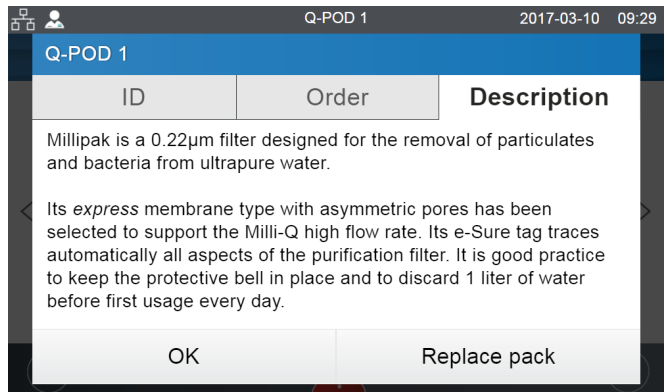 Q-POD 1 2017-03-10 09:29
Q-POD 1
ID Order Description
Millipak is a 0.22µm filter designed for the removal of particulates
and bacteria from ultrapure water.
Its express membrane type with asymmetric pores has been
selected to support the Milli-Q high flow rate. Its e-Sure tag traces
automatically all aspects of the purification filter. It is good practice
to keep the protective bell in place and to discard 1 liter of water
before first usage every day.
OK Replace pack